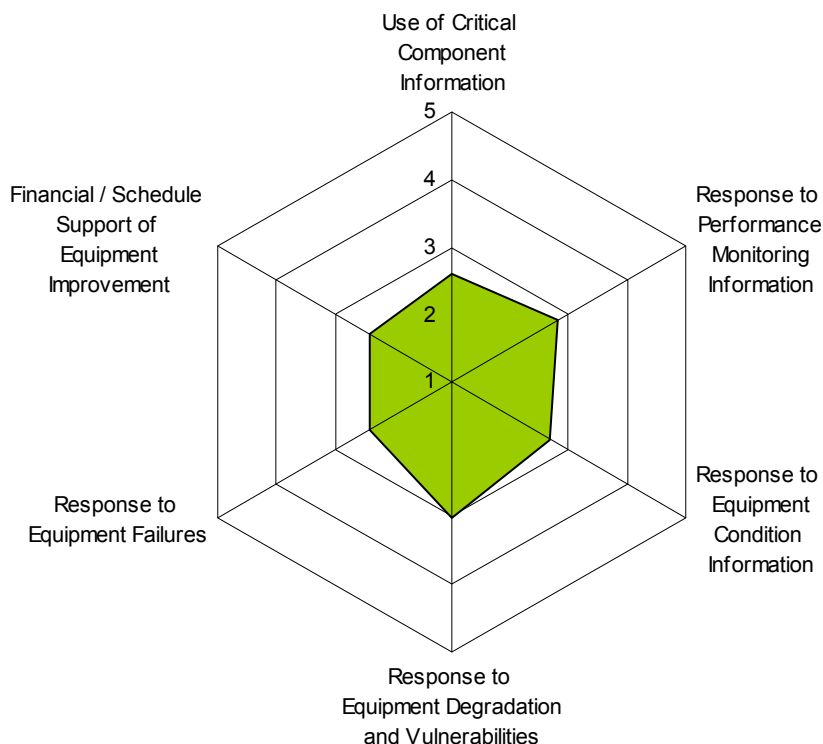 Use of Critical
Component
Information
5
4
3
2
1
Financial / Schedule
Support of
Equipment
Improvement
Response to
Performance
Monitoring
Information
Response to
Equipment Failures
Response to
Equipment
Condition
Information
Response to
Equipment Degradation
and Vulnerabilities